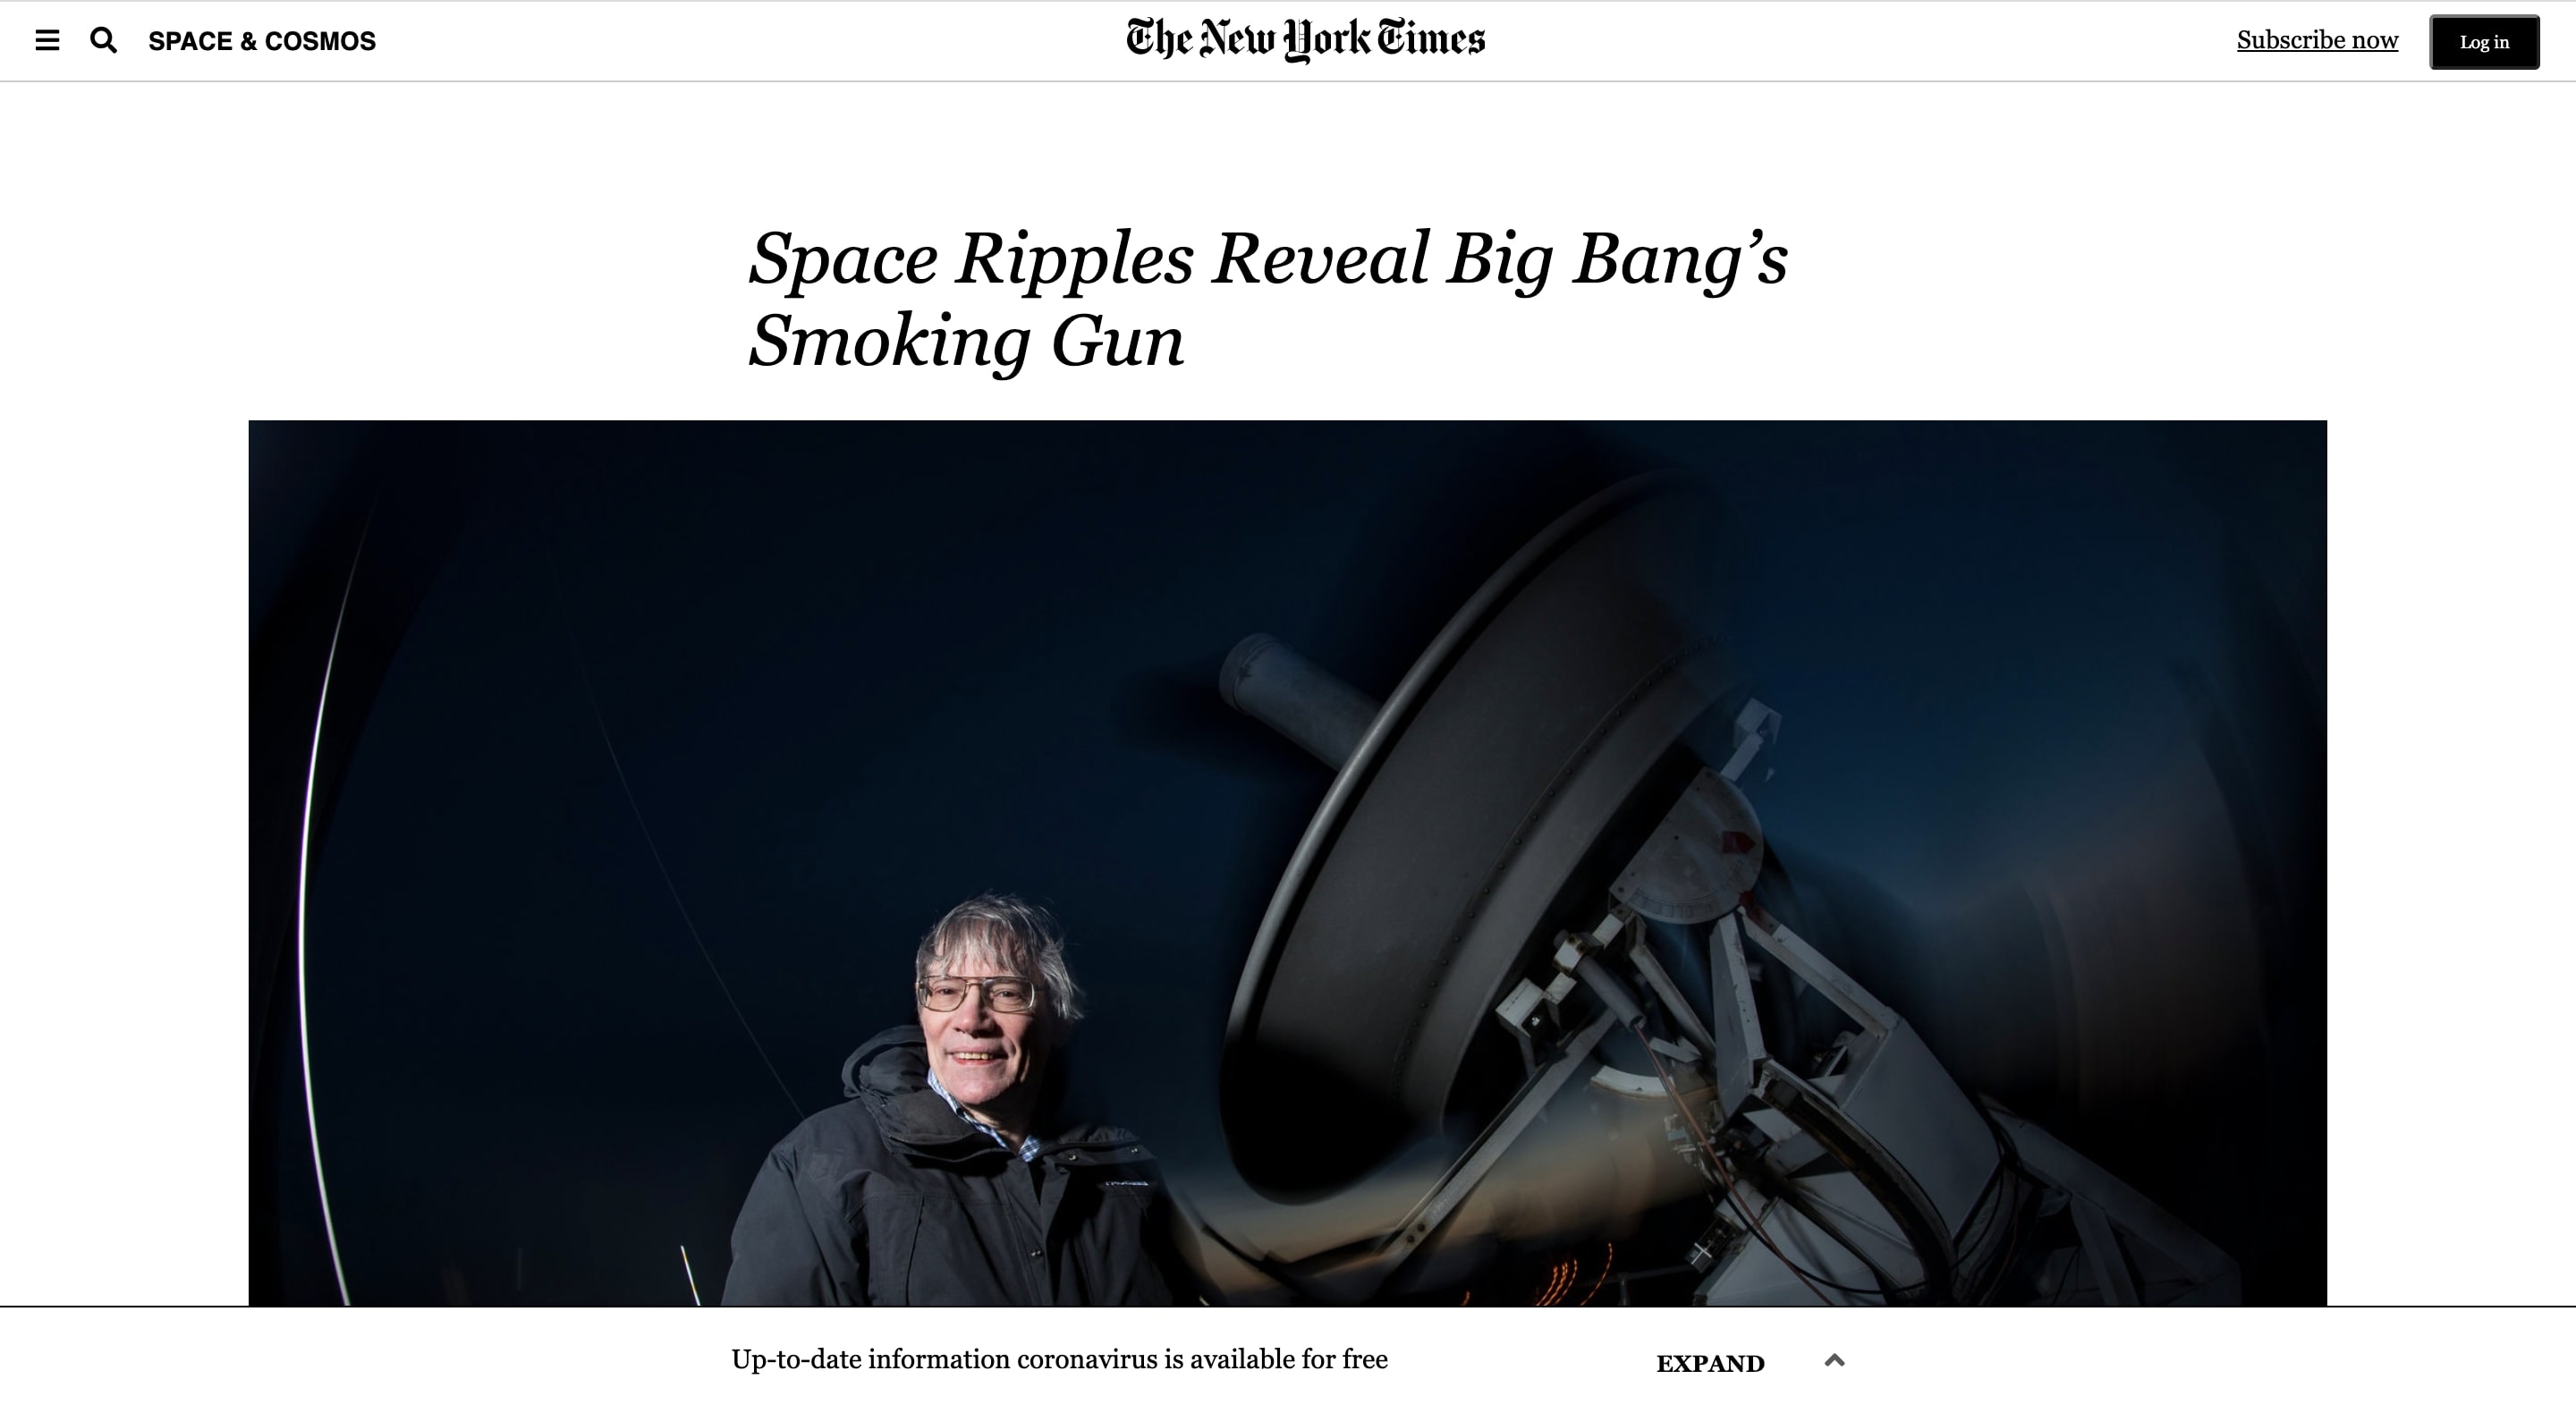 SPACE & COSMOS
The New York Times
Subscribe now
Log in
Space Ripples Reveal Big Bang’s
Smoking Gun
Up-to-date information coronavirus is available for free
EXPAND